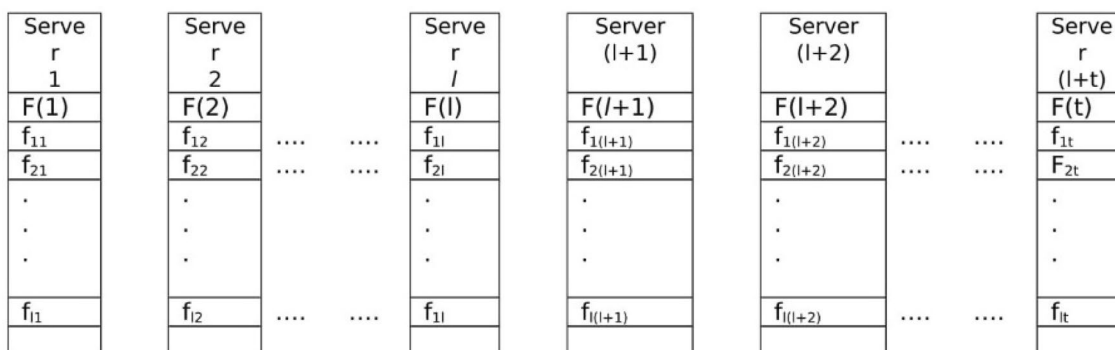 Serve Serve Serve Server Server Serve
r r r (l+1) (l+2) r
1 2 l (l+t)
F(1) F(2) F(l) F(l+1) F(l+2) F(t)
f11 f12 .... .... f1l f1(l+1) f1(l+2) .... .... f1t
f21 f22 .... .... f2l f2(l+1) f2(l+2) .... .... F2t
. . . . . .
. . . . . .
. . . . . .
fl1 fl2 .... .... f1l fl(l+1) fl(l+2) .... .... flt